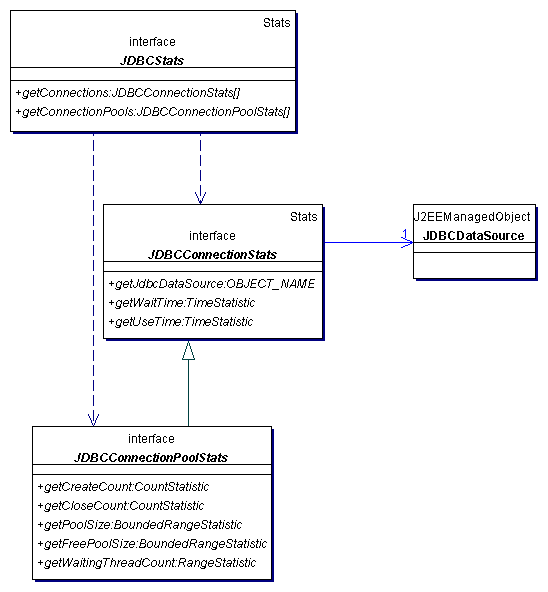 Stats
interface
JDBCStats
+getConnections:JDBCConnectionStats[]
+getConnectionPools:JDBCConnectionPoolStats[]
Stats
interface
JDBCConnectionStats
+getJdbcDataSource:OBJECT_NAME
+getWaitTime:TimeStatistic
+getUseTime:TimeStatistic
1
J2EEManagedObject
JDBCDataSource
interface
JDBCConnectionPoolStats
+getCreateCount:CountStatistic
+getCloseCount:CountStatistic
+getPoolSize:BoundedRangeStatistic
+getFreePoolSize:BoundedRangeStatistic
+getWaitingThreadCount:RangeStatistic